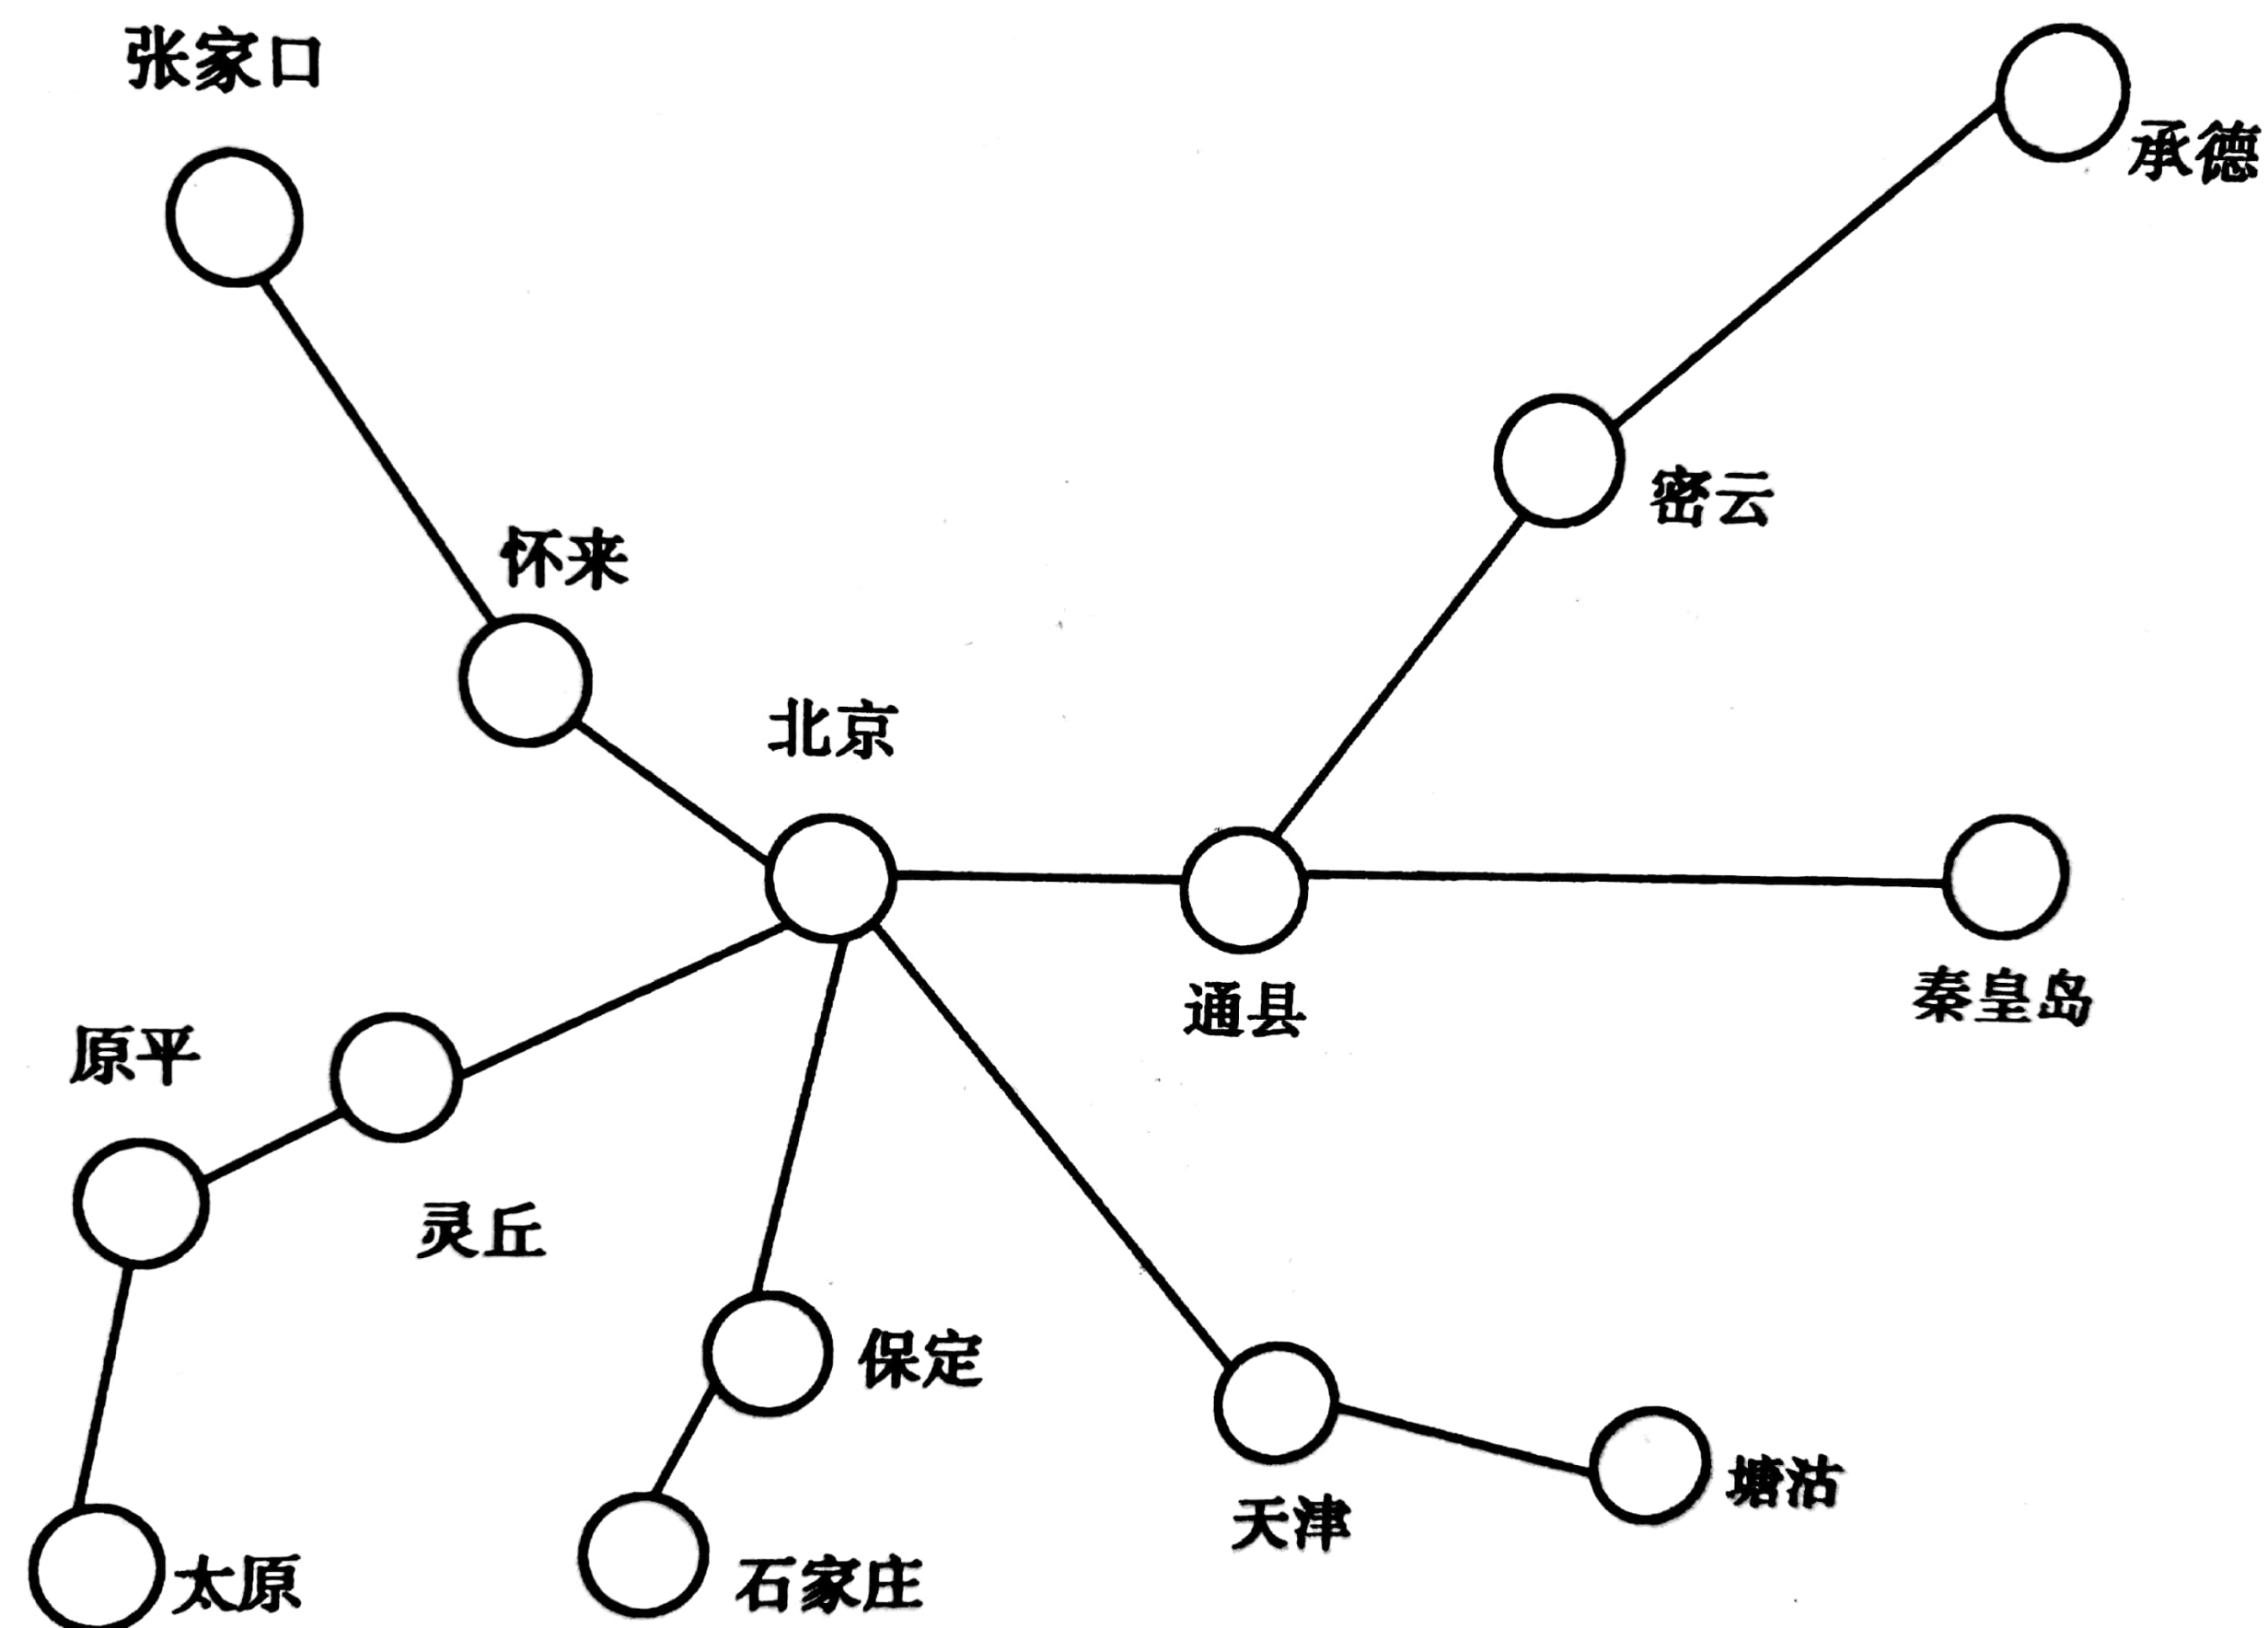 张家口
承德
密云
怀来
北京
通县
秦皇岛
原平
灵丘
保定
天津
塘沽
太原
石家庄